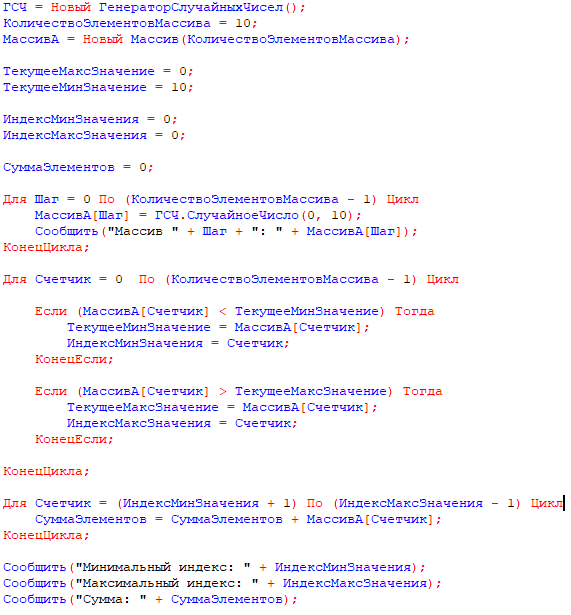 ГСЧ = Новый ГенераторСлучайныхЧисел();
КоличествоЭлементовМассива = 10;
МассивА = Новый Массив(КоличествоЭлементовМассива);
ТекущееМаксЗначение = 0;
ТекущееМинЗначение = 10;
ИндексМинЗначения = 0;
ИндексМаксЗначения = 0;
СуммаЭлементов = 0;
Для Шаг = 0 По (КоличествоЭлементовМассива - 1) Цикл
МассивА[Шаг] = ГСЧ.СлучайноеЧисло(0, 10);
Сообщить("Массив " + Шаг + ": " + МассивА[Шаг]);
КонецЦикла;
Для Счетчик = 0  По (КоличествоЭлементовМассива - 1) Цикл
Если (МассивА[Счетчик] < ТекущееМинЗначение) Тогда
ТекущееМинЗначение = МассивА[Счетчик];
ИндексМинЗначения = Счетчик;
КонецЕсли;
Если (МассивА[Счетчик] > ТекущееМаксЗначение) Тогда
ТекущееМаксЗначение = МассивА[Счетчик];
ИндексМаксЗначения = Счетчик;
КонецЕсли;
КонецЦикла;
Для Счетчик = (ИндексМинЗначения + 1) По (ИндексМаксЗначения - 1) Цикл
СуммаЭлементов = СуммаЭлементов + МассивА[Счетчик];
КонецЦикла;
Сообщить("Минимальный индекс: " + ИндексМинЗначения);
Сообщить("Максимальный индекс: " + ИндексМаксЗначения);
Сообщить("Сумма: " + СуммаЭлементов);